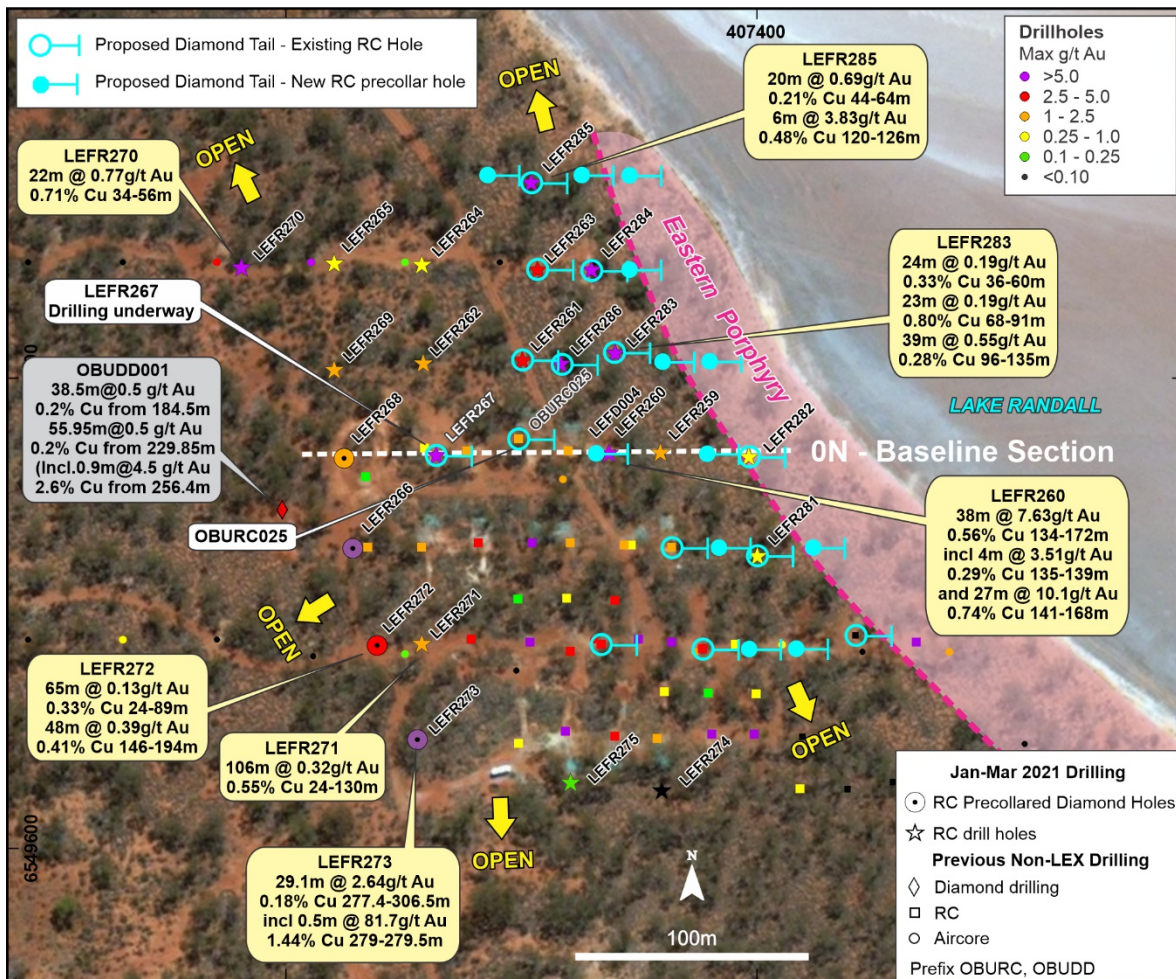 Proposed Diamond Tail - Existing RC Hole
Proposed Diamond Tail - New RC precollar hole
407400
Drillholes
Max g/t Au
>5.0
2.5 - 5.0
1 - 2.5
0.25 - 1.0
0.1 - 0.25
<0.10
OPEN
OPEN
LEFR285
20m @ 0.69g/t Au
0.21% Cu 44-64m
6m @ 3.83g/t Au
0.48% Cu 120-126m
LEFR270
22m @ 0.77g/t Au
0.71% Cu 34-56m
LEFR285
LEFR270
LEFR265
LEFR264
LEFR263
LEFR284
Eastern Porphyry
LEFR283
24m @ 0.19g/t Au
0.33% Cu 36-60m
23m @ 0.19g/t Au
0.80% Cu 68-91m
39m @ 0.55g/t Au
0.28% Cu 96-135m
LEFR267
Drilling underway
LEFR269
LEFR262
LEFR261
LEFR286
LEFR283
OBUDD001
38.5m@0.5 g/t Au
0.2% Cu from 184.5m
55.95m@0.5 g/t Au
0.2% Cu from 229.85m
(Incl.0.9m@4.5 g/t Au
2.6% Cu from 256.4m
LAKE RANDALL
LEFR268
LEFR267
OBURC025
LEFD004
LEFR260
LEFR259
LEFR282
0N - Baseline Section
OBURC025
LEFR266
LEFR281
LEFR260
38m @ 7.63g/t Au
0.56% Cu 134-172m
incl 4m @ 3.51g/t Au
0.29% Cu 135-139m
and 27m @ 10.1g/t Au
0.74% Cu 141-168m
OPEN
LEFR272
LEFR271
LEFR272
65m @ 0.13g/t Au
0.33% Cu 24-89m
48m @ 0.39g/t Au
0.41% Cu 146-194m
LEFR271
106m @ 0.32g/t Au
0.55% Cu 24-130m
LEFR273
LEFR275
LEFR274
OPEN
OPEN
6549600
LEFR273
29.1m @ 2.64g/t Au
0.18% Cu 277.4-306.5m
incl 0.5m @ 81.7g/t Au
1.44% Cu 279-279.5m
N
100m
Jan-Mar 2021 Drilling
RC Precollared Diamond Holes
RC drill holes
Previous Non-LEX Drilling
Diamond drilling
RC
Aircore
Prefix OBURC, OBUDD